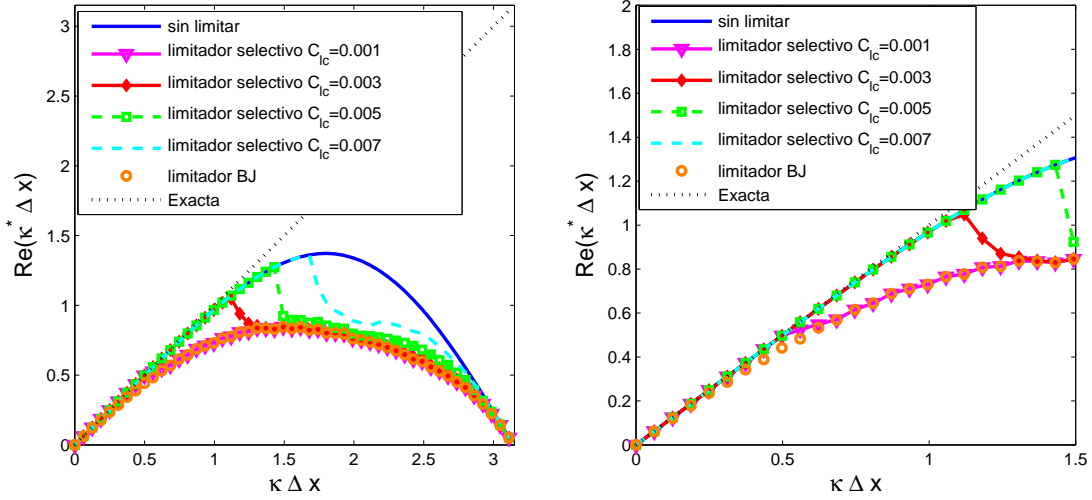 3
2.5
2
1.5
1
0.5
0
Re(κ* Δ x)
sin limitar
limitador selectivo C_lc=0.001
limitador selectivo C_lc=0.003
limitador selectivo C_lc=0.005
limitador selectivo C_lc=0.007
limitador BJ
Exacta
0 0.5 1 1.5 2 2.5 3
κ Δ x
2
1.8
1.6
1.4
1.2
1
0.8
0.6
0.4
0.2
0
Re(κ* Δ x)
sin limitar
limitador selectivo C_lc=0.001
limitador selectivo C_lc=0.003
limitador selectivo C_lc=0.005
limitador selectivo C_lc=0.007
limitador BJ
Exacta
0 0.5 1 1.5
κ Δ x